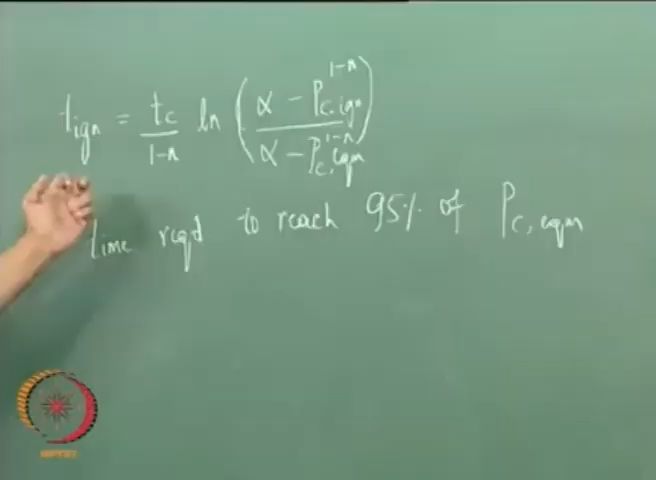 t_ign = t_c / 1-n ln ( α - P_c,ign^1-n / α - P_c,eqm^1-n )
time reqd to reach 95% of P_c, eqm